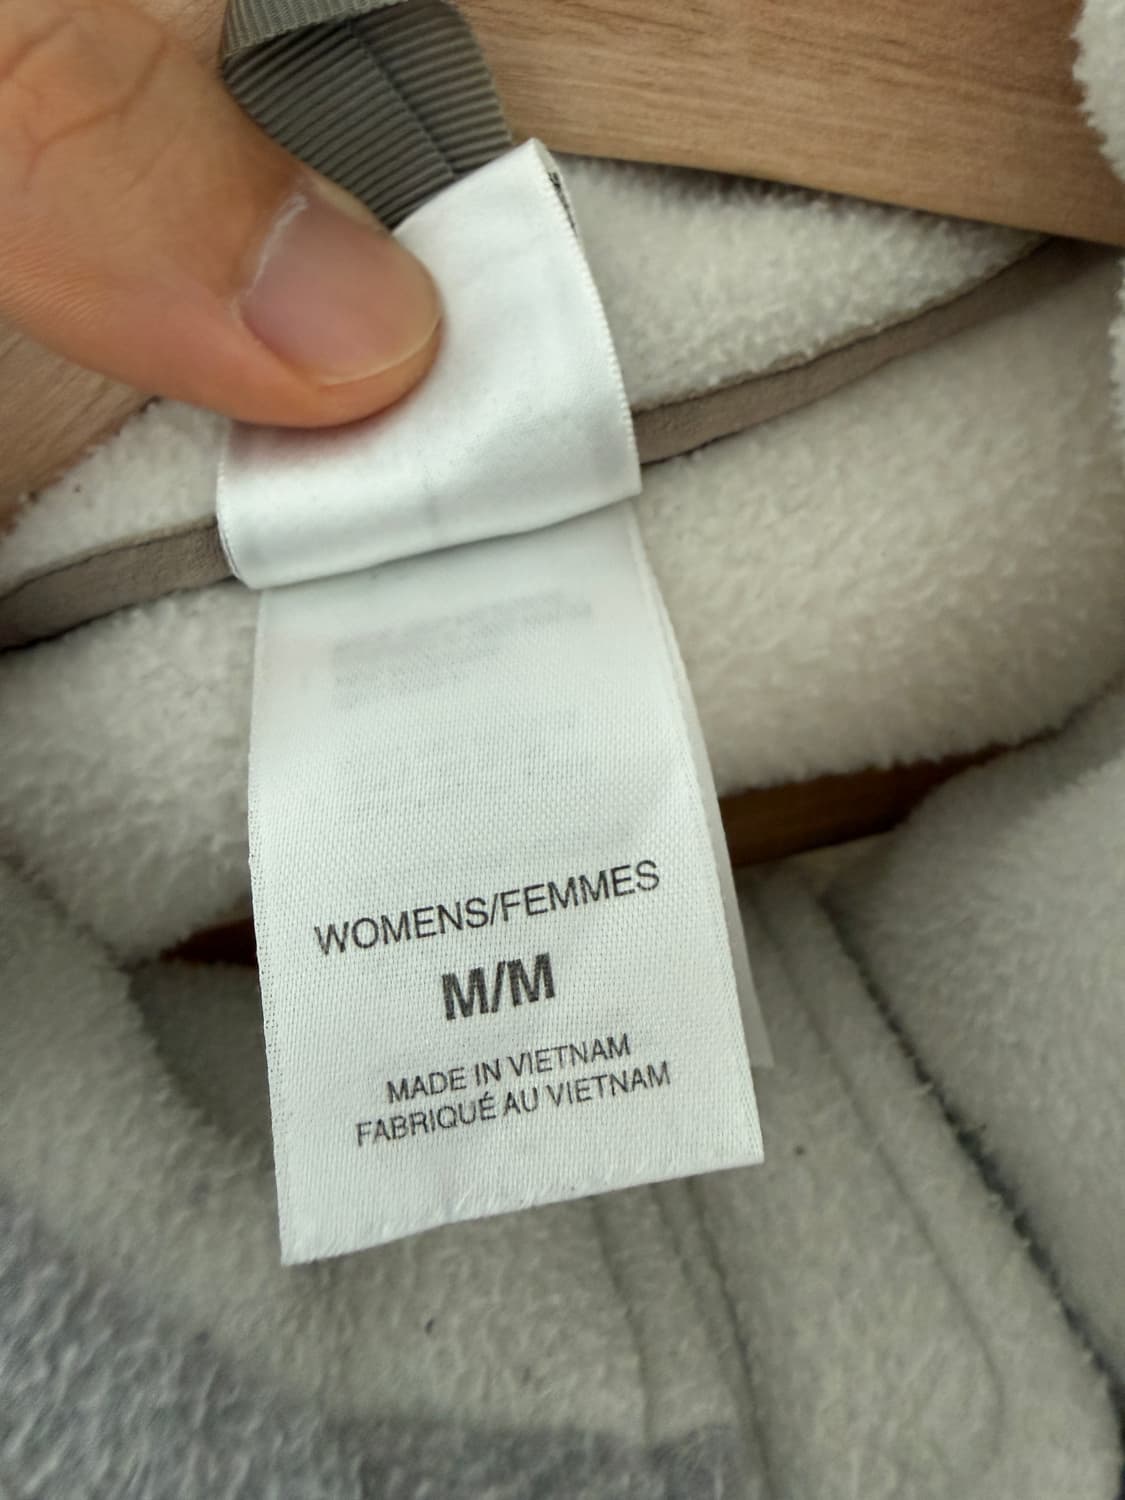 WOMENS/FEMMES
M/M
MADE IN VIETNAM
FABRIQUÉ AU VIETNAM